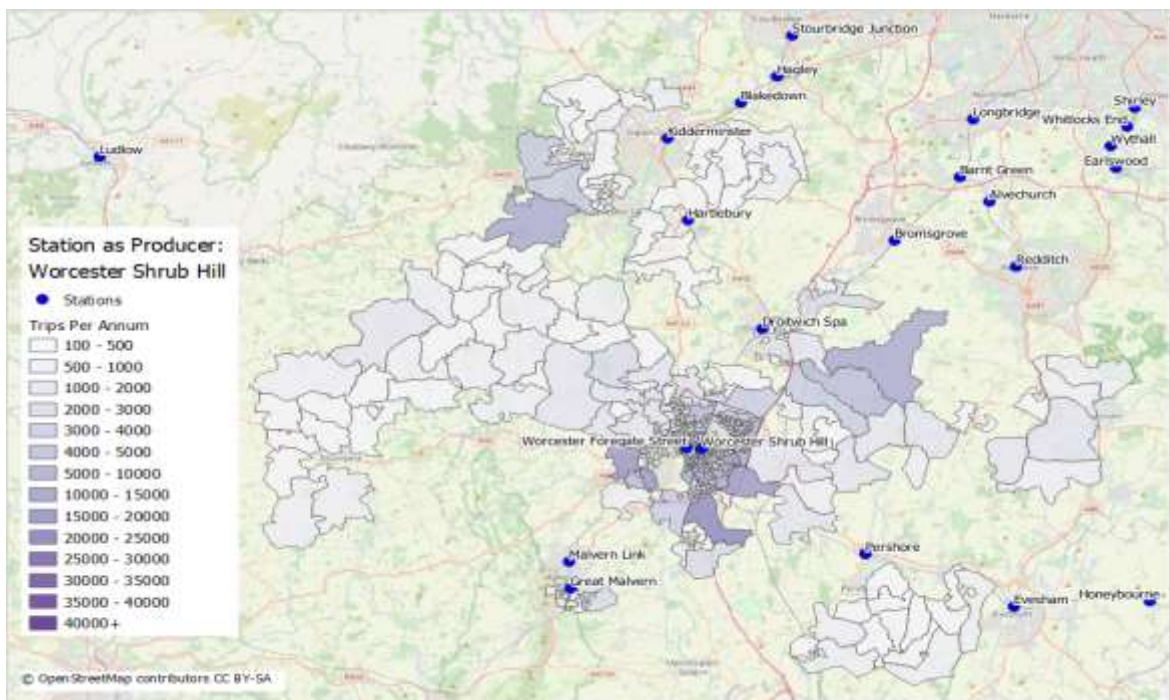 Stourbridge Junction
Hagley
Blakedown
Shirley
Longbridge
Whitlocks End
Kidderminster
Wythall
Ludlow
Earlswood
Barnt Green
Alvechurch
Hartlebury
Bromsgrove
Redditch
Station as Producer:
Worcester Shrub Hill
Stations
Trips Per Annum
100 - 500
500 - 1000
1000 - 2000
2000 - 3000
3000 - 4000
4000 - 5000
5000 - 10000
10000 - 15000
15000 - 20000
20000 - 25000
25000 - 30000
30000 - 35000
35000 - 40000
40000+
Droitwich Spa
Worcester Foregate Street
Worcester Shrub Hill
Malvern Link
Pershore
Great Malvern
Evesham
Honeybourne
© OpenStreetMap contributors CC BY-SA